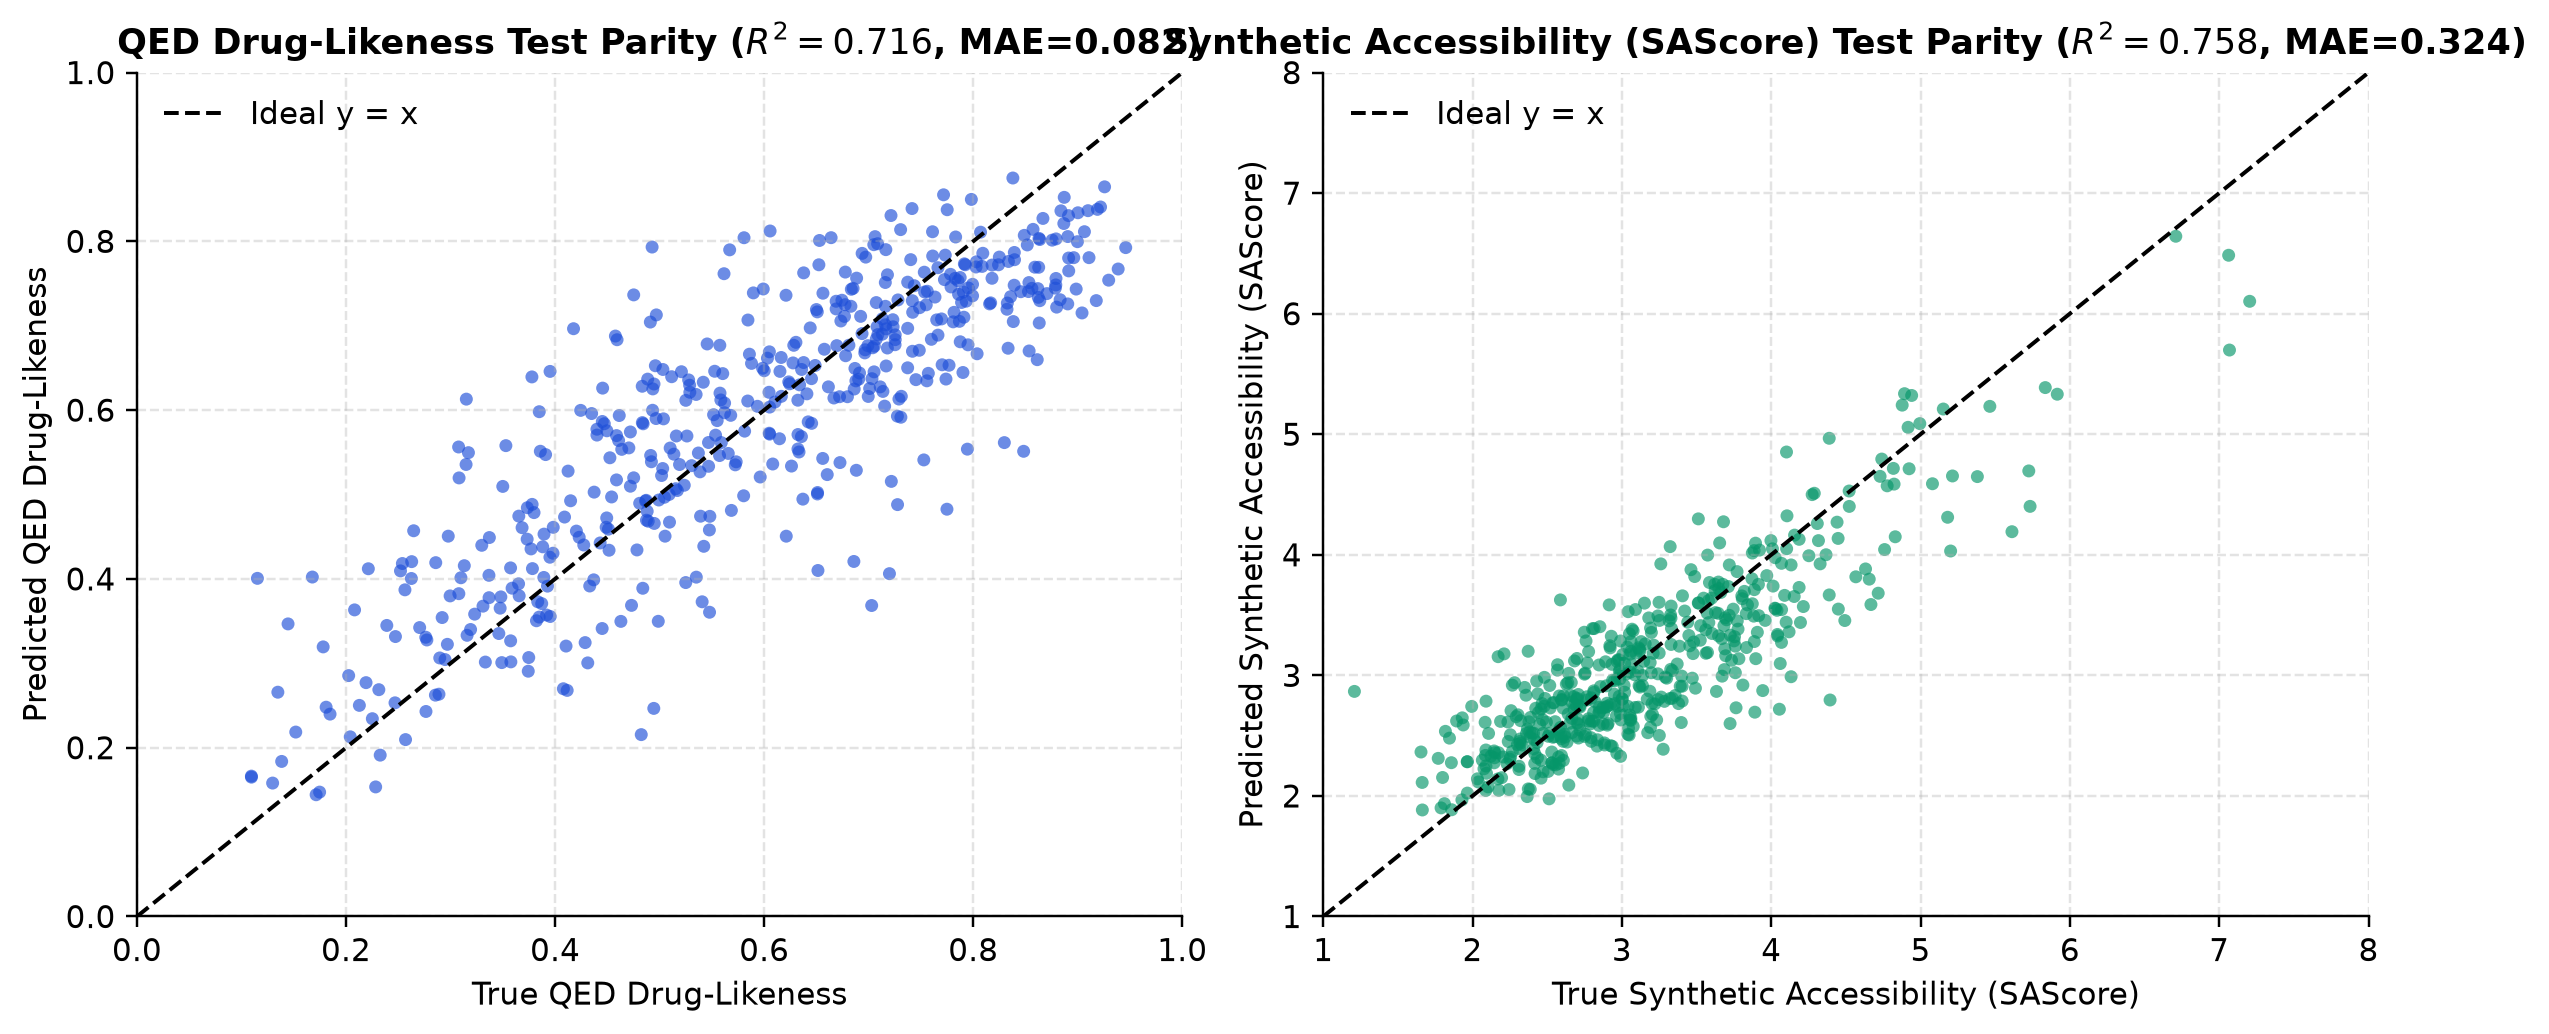 QED Drug-Likeness Test Parity (R² = 0.716, MAE=0.082)
Synthetic Accessibility (SAScore) Test Parity (R² = 0.758, MAE=0.324)
Ideal y = x
1.0
0.8
0.6
0.4
0.2
0.0
Predicted QED Drug-Likeness
0.0 0.2 0.4 0.6 0.8 1.0
True QED Drug-Likeness
Ideal y = x
8
7
6
5
4
3
2
1
Predicted Synthetic Accessibility (SAScore)
1 2 3 4 5 6 7 8
True Synthetic Accessibility (SAScore)